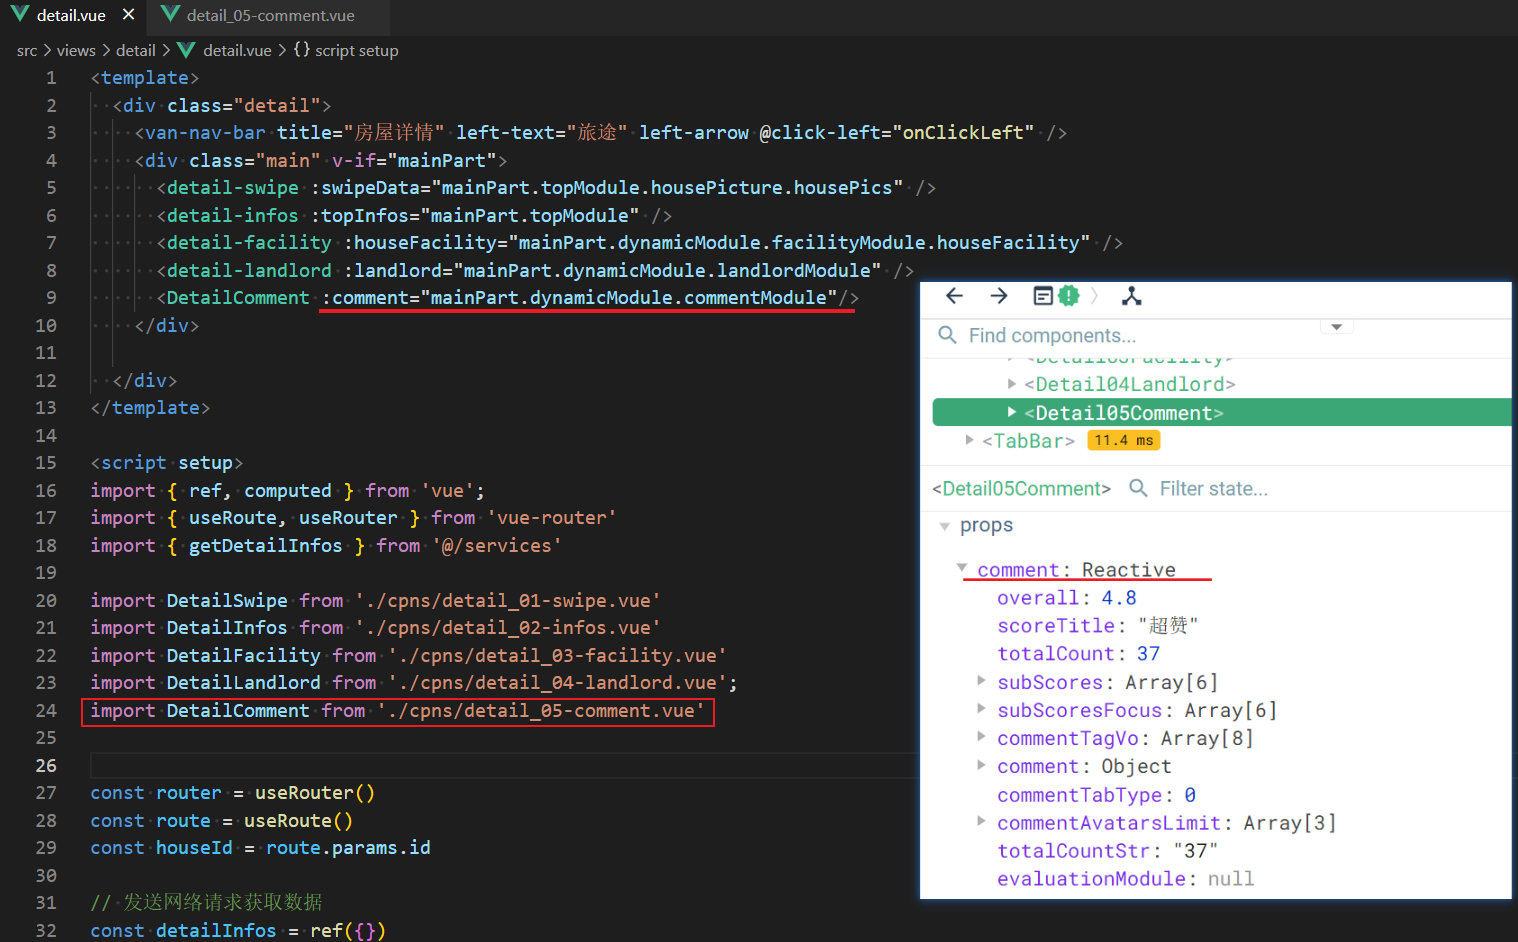 detail.vue
detail_05-comment.vue
src > views > detail > detail.vue > {} script setup
1 <template>
2 <div class="detail">
3 <van-nav-bar title="房屋详情" left-text="旅途" left-arrow @click-left="onClickLeft" />
4 <div class="main" v-if="mainPart">
5 <detail-swipe :swipeData="mainPart.topModule.housePicture.housePics" />
6 <detail-infos :topInfos="mainPart.topModule" />
7 <detail-facility :houseFacility="mainPart.dynamicModule.facilityModule.houseFacility" />
8 <detail-landlord :landlord="mainPart.dynamicModule.landlordModule" />
9 <DetailComment :comment="mainPart.dynamicModule.commentModule"/>
10 </div>
11
12 </div>
13 </template>
14
15 <script setup>
16 import { ref, computed } from 'vue';
17 import { useRoute, useRouter } from 'vue-router'
18 import { getDetailInfos } from '@/services'
19
20 import DetailSwipe from './cpns/detail_01-swipe.vue'
21 import DetailInfos from './cpns/detail_02-infos.vue'
22 import DetailFacility from './cpns/detail_03-facility.vue'
23 import DetailLandlord from './cpns/detail_04-landlord.vue';
24 import DetailComment from './cpns/detail_05-comment.vue'
25
26
27 const router = useRouter()
28 const route = useRoute()
29 const houseId = route.params.id
30
31 // 发送网络请求获取数据
32 const detailInfos = ref({})
Find components...
<Detail03Facility>
<Detail04Landlord>
<Detail05Comment>
<TabBar> 11.4 ms
<Detail05Comment> Filter state...
props
comment: Reactive
overall: 4.8
scoreTitle: "超赞"
totalCount: 37
subScores: Array[6]
subScoresFocus: Array[6]
commentTagVo: Array[8]
comment: Object
commentTabType: 0
commentAvatarsLimit: Array[3]
totalCountStr: "37"
evaluationModule: null